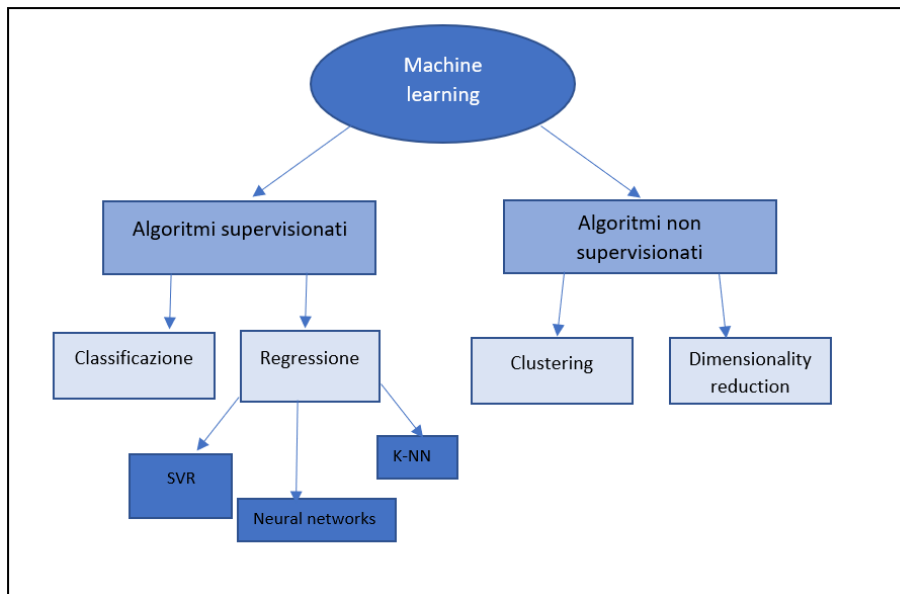 Machine
learning
Algoritmi supervisionati
Algoritmi non
supervisionati
Classificazione
Regressione
Clustering
Dimensionality
reduction
SVR
Neural networks
K-NN